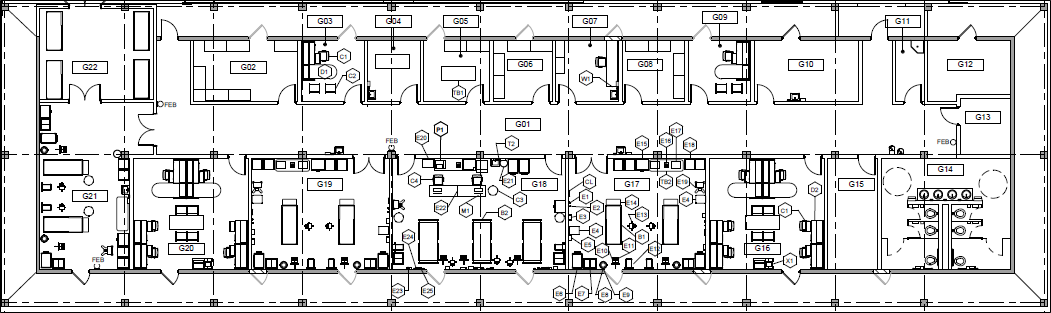 G03 G04 G05 G07 G09 G11
C1
G22 G02 D1 C2 G06 W1 G08 G10 G12
TB1
FEB
G01 G13
P1 E17
E20 T2 E15 E16 E18 FEB
FEB
G14
C4 E21 G18 CL G17 TB2 E19 G15
G19 E1 D2
G21 E22 M1 B2 C3 E2 E14 E4 C1
E3 E13
E4
G20 E24 E5 E10 E11 B1 E12 G16
FEB X1
E23 E25 E6 E7 E8 E9